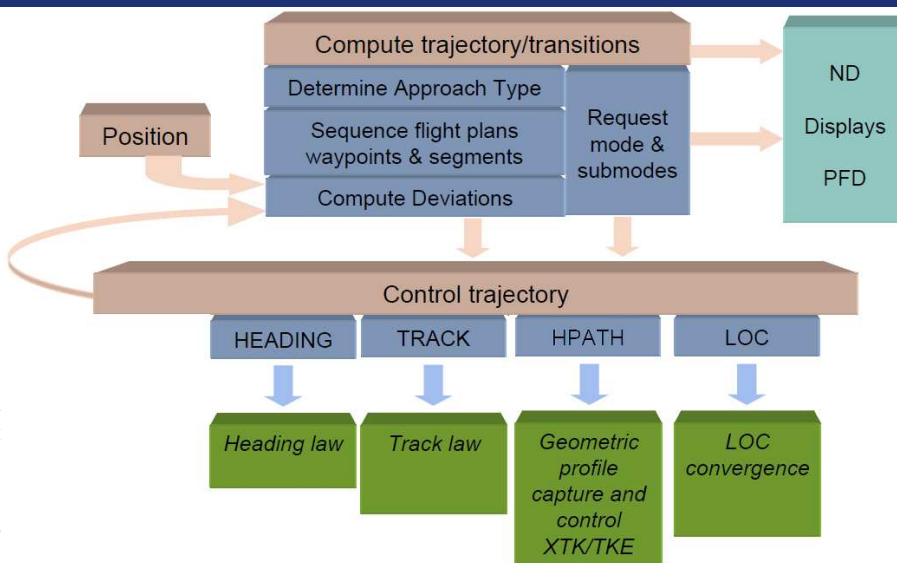 Compute trajectory/transitions
Determine Approach Type
Sequence flight plans
waypoints & segments
Compute Deviations
Request
mode &
submodes
Position
ND
Displays
PFD
Control trajectory
HEADING
TRACK
HPATH
LOC
Heading law
Track law
Geometric
profile
capture and
control
XTK/TKE
LOC
convergence